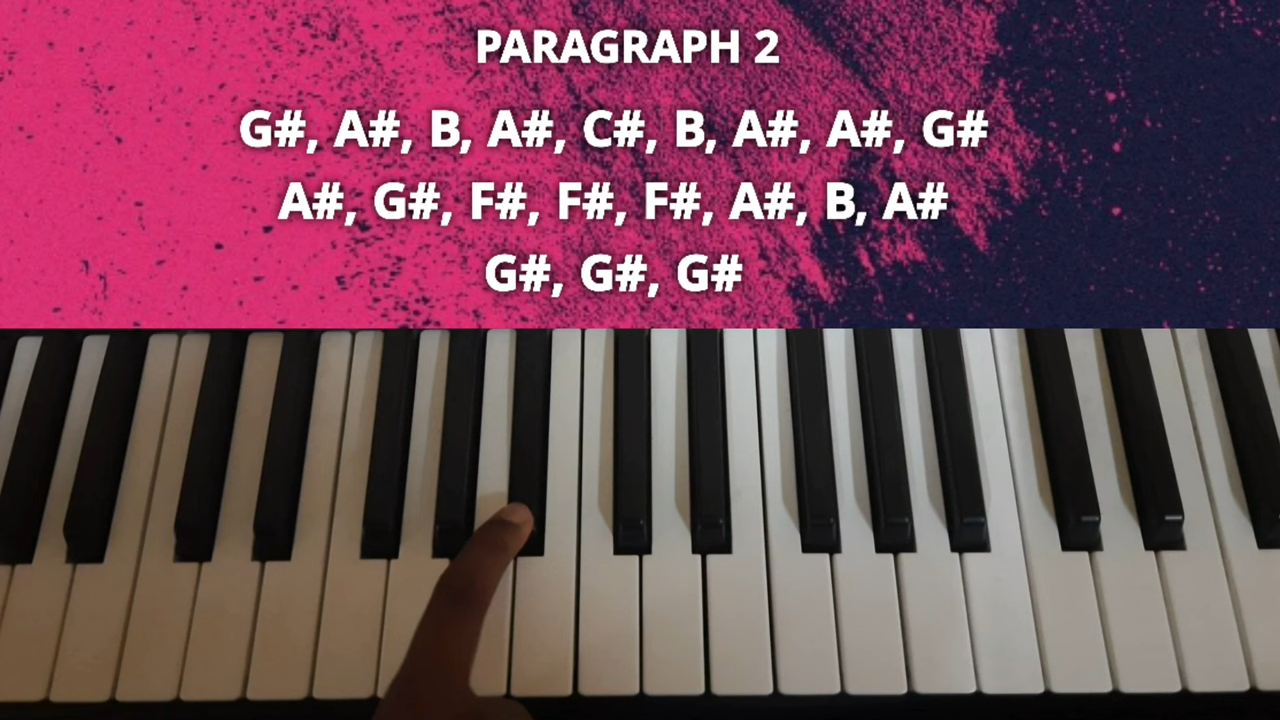 PARAGRAPH 2
G#, A#, B, A#, C#, B, A#, A#, G#
A#, G#, F#, F#, F#, A#, B, A#
G#, G#, G#